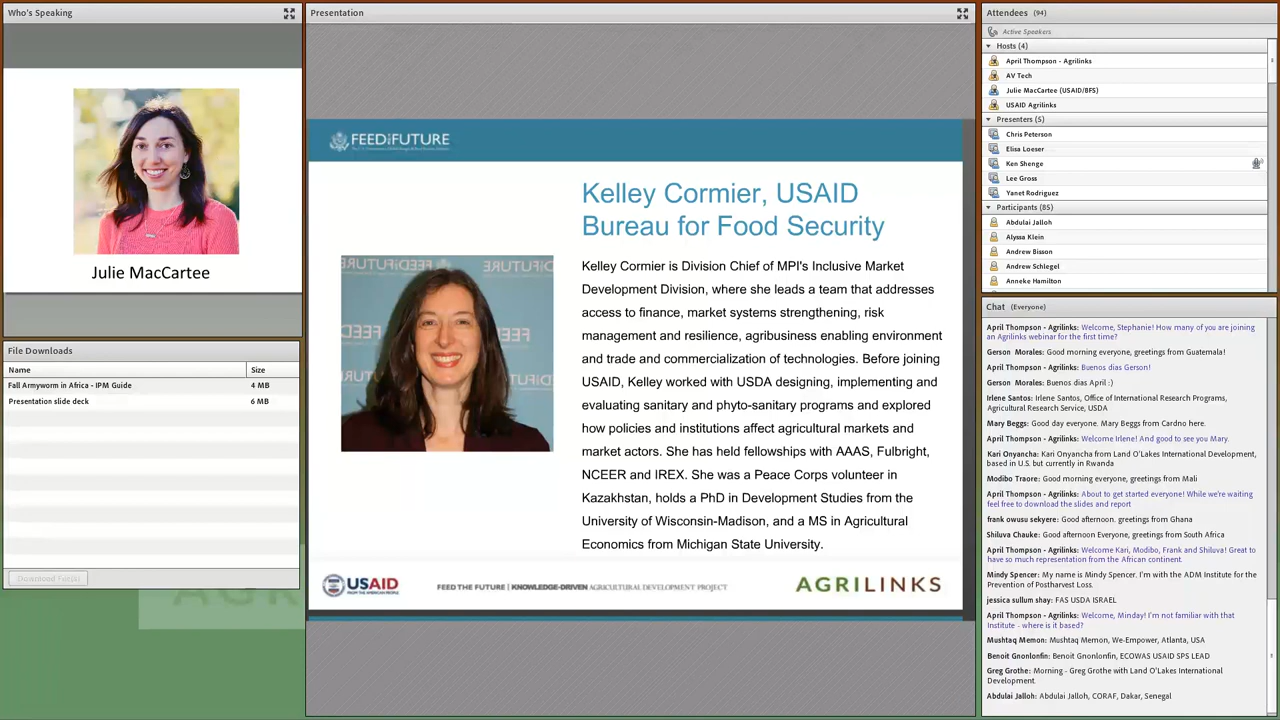 Who's Speaking
Julie MacCartee
File Downloads
Name
Size
Fall Armyworm in Africa - IPM Guide
4 MB
Presentation slide deck
6 MB
Download File(s)
Presentation
FEED THE FUTURE
Kelley Cormier, USAID
Bureau for Food Security
Kelley Cormier is Division Chief of MPI's Inclusive Market
Development Division, where she leads a team that addresses
access to finance, market systems strengthening, risk
management and resilience, agribusiness enabling environment
and trade and commercialization of technologies. Before joining
USAID, Kelley worked with USDA designing, implementing and
evaluating sanitary and phyto-sanitary programs and explored
how policies and institutions affect agricultural markets and
market actors. She has held fellowships with AAAS, Fulbright,
NCEER and IREX. She was a Peace Corps volunteer in
Kazakhstan, holds a PhD in Development Studies from the
University of Wisconsin-Madison, and a MS in Agricultural
Economics from Michigan State University.
USAID
FROM THE AMERICAN PEOPLE
FEED THE FUTURE | KNOWLEDGE-DRIVEN AGRICULTURAL DEVELOPMENT PROJECT
AGRILINKS
Attendees (94)
Active Speakers
Hosts (4)
April Thompson - Agrilinks
AV Tech
Julie MacCartee (USAID/BFS)
USAID Agrilinks
Presenters (5)
Chris Peterson
Elisa Loeser
Ken Shenge
Lee Gross
Yanet Rodriguez
Participants (85)
Abdulai Jalloh
Alyssa Klein
Andrew Bisson
Andrew Schlegel
Anneke Hamilton
Chat (Everyone)
April Thompson - Agrilinks: Welcome, Stephanie! How many of you are joining
an Agrilinks webinar for the first time?
Gerson Morales: Good morning everyone, greetings from Guatemala!
April Thompson - Agrilinks: Buenos dias Gerson!
Gerson Morales: Buenos dias April :)
Irlene Santos: Irlene Santos, Office of International Research Programs,
Agricultural Research Service, USDA
Mary Beggs: Good day everyone. Mary Beggs from Cardno here.
April Thompson - Agrilinks: Welcome Irlene! And good to see you Mary.
Kari Onyancha: Kari Onyancha from Land O'Lakes International Development,
based in U.S. but currently in Rwanda
Modibo Traore: Good morning everyone, greetings from Mali
April Thompson - Agrilinks: About to get started everyone! While we're waiting
feel free to download the slides and report
frank owusu sekyere: Good afternoon. greetings from Ghana
Shiluva Chauke: Good afternoon Everyone, greetings from South Africa
April Thompson - Agrilinks: Welcome Kari, Modibo, Frank and Shiluva! Great to
have so much representation from the African continent.
Mindy Spencer: My name is Mindy Spencer, I'm with the ADM Institute for the
Prevention of Postharvest Loss.
jessica sullum shay: FAS USDA ISRAEL
April Thompson - Agrilinks: Welcome, Minday! I'm not familiar with that
Institute - where is it based?
Mushtaq Memon: Mushtaq Memon, We-Empower, Atlanta, USA
Benoit Gnonlonfin: Benoit Gnonlonfin, ECOWAS USAID SPS LEAD
Greg Grothe: Morning - Greg Grothe with Land O'Lakes International
Development.
Abdulai Jalloh: Abdulai Jalloh, CORAF, Dakar, Senegal